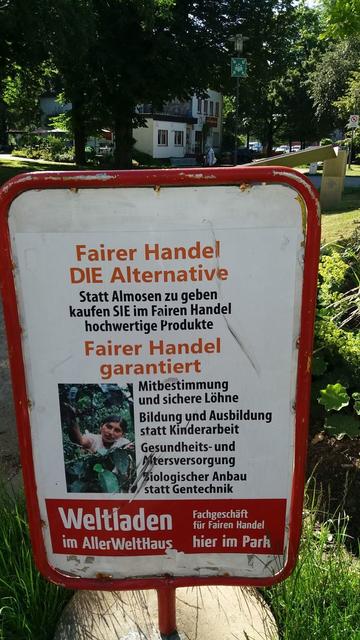 Fairer Handel
DIE Alternative
Statt Almosen zu geben
kaufen SIE im Fairen Handel
hochwertige Produkte
Fairer Handel
garantiert
Mitbestimmung
und sichere Löhne
Bildung und Ausbildung
statt Kinderarbeit
Gesundheits- und
Altersversorgung
Biologischer Anbau
statt Gentechnik
Weltladen
im AllerWeltHaus
Fachgeschäft
für Fairen Handel
hier im Park